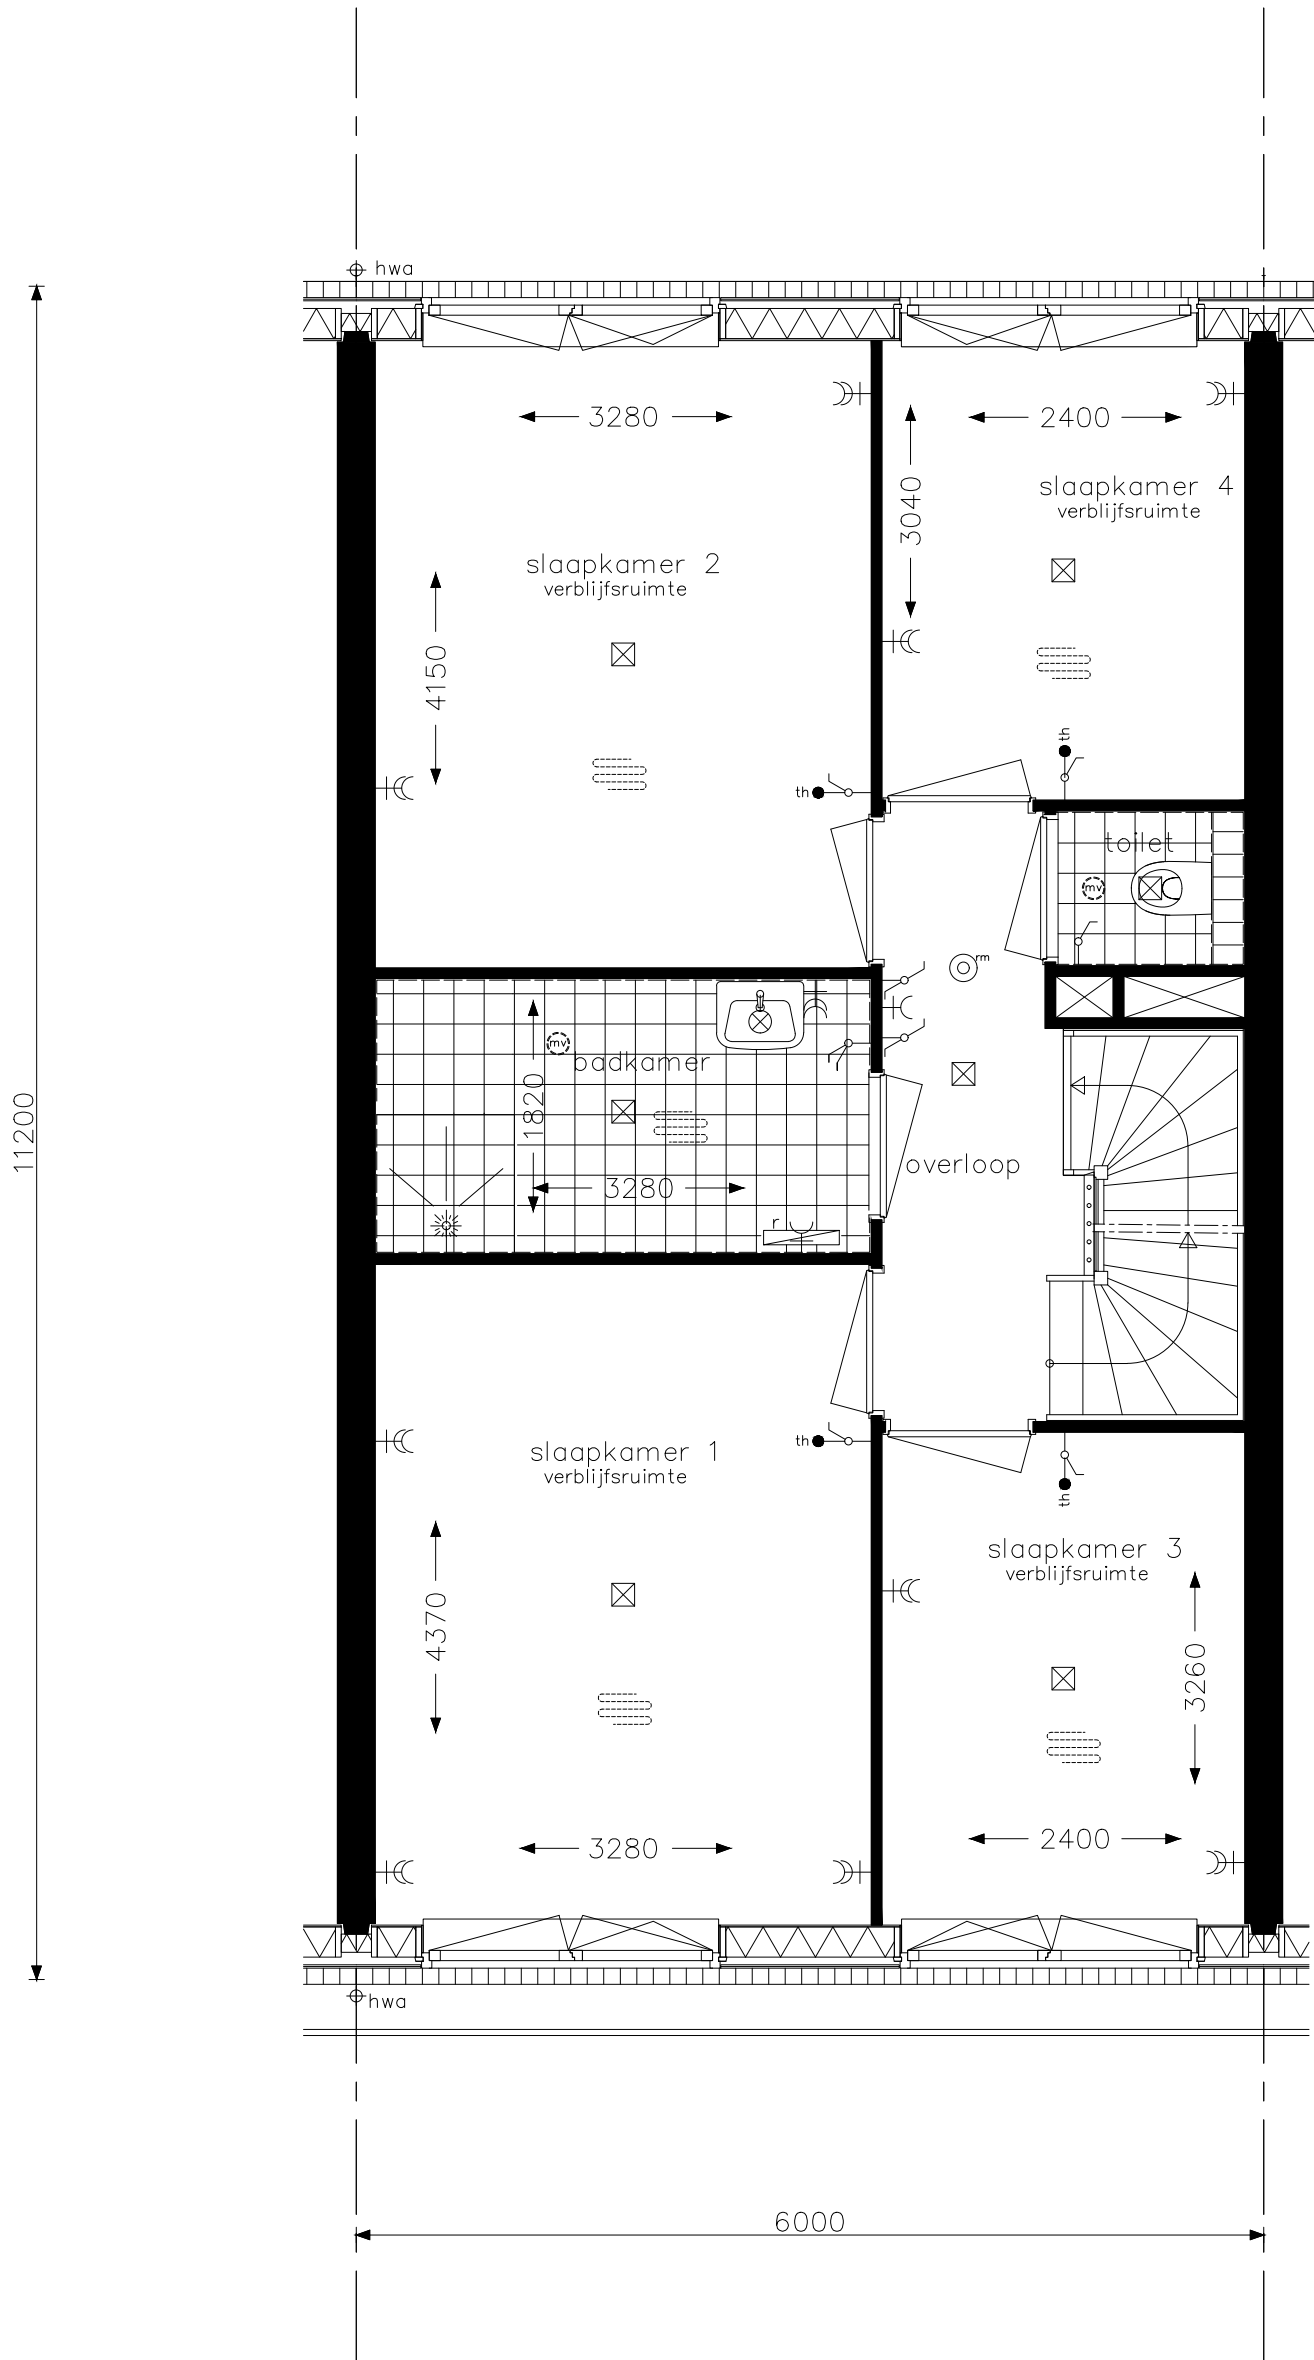 hwa
3280
2400
slaapkamer 4
verblijfsruimte
3040
slaapkamer 2
verblijfsruimte
4150
th
th
toilet
mv
rm
mv
badkamer
1820
11200
overloop
3280
r
slaapkamer 1
verblijfsruimte
th
th
slaapkamer 3
verblijfsruimte
4370
3260
3280
2400
hwa
6000